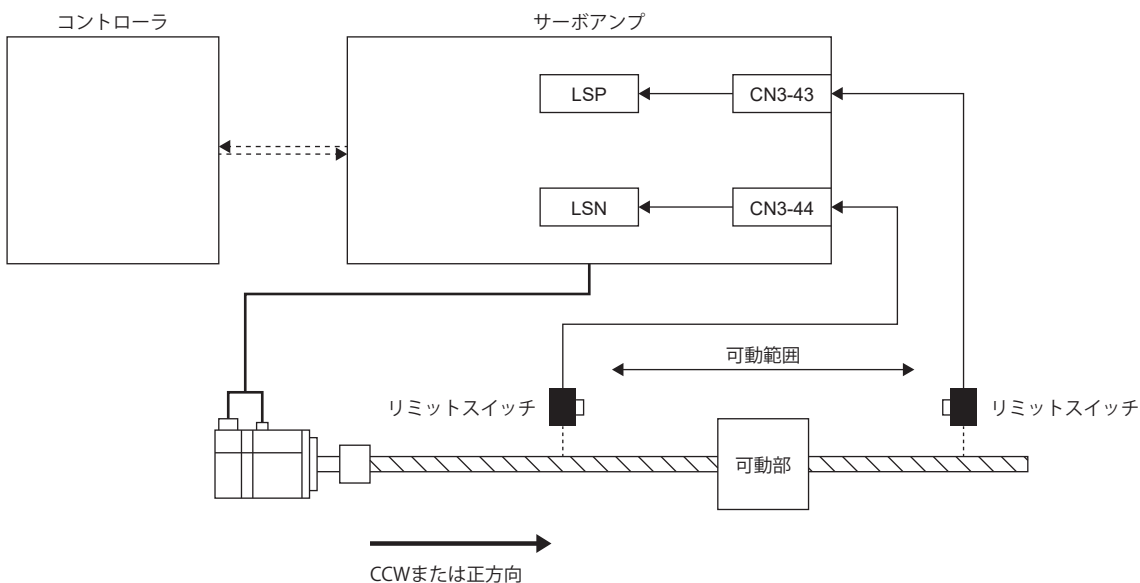 コントローラ
サーボアンプ
LSP
CN3-43
LSN
CN3-44
可動範囲
リミットスイッチ
リミットスイッチ
可動部
CCWまたは正方向